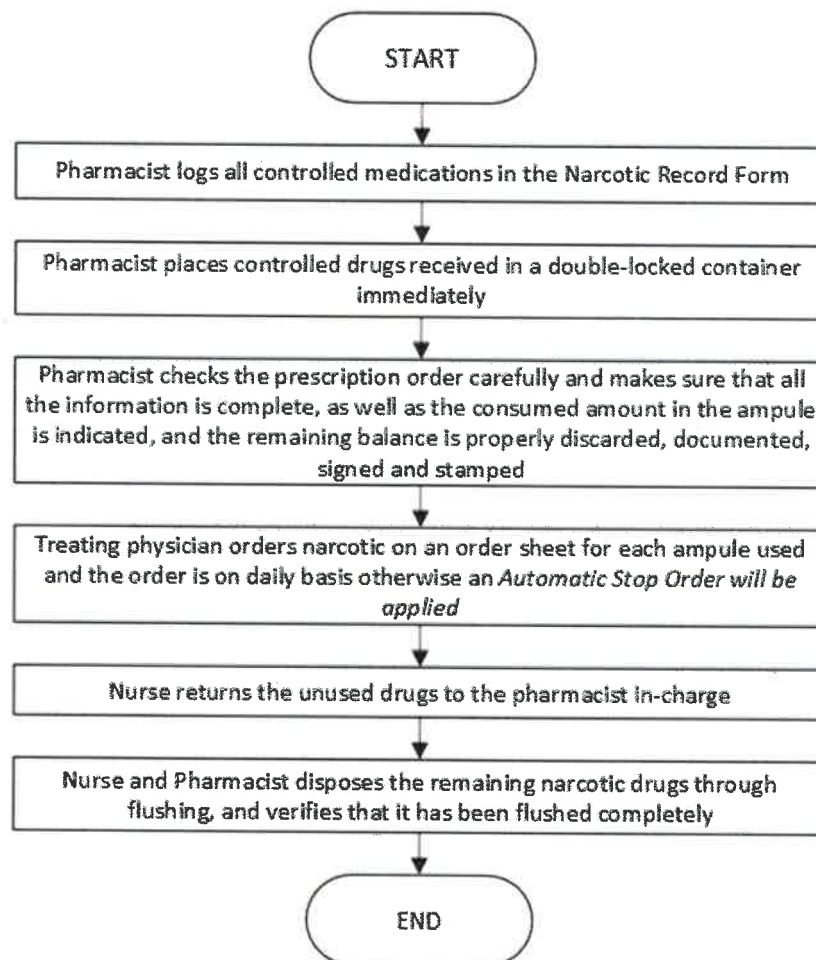 START
Pharmacist logs all controlled medications in the Narcotic Record Form
Pharmacist places controlled drugs received in a double-locked container
immediately
Pharmacist checks the prescription order carefully and makes sure that all
the information is complete, as well as the consumed amount in the ampule
is indicated, and the remaining balance is properly discarded, documented,
signed and stamped
Treating physician orders narcotic on an order sheet for each ampule used
and the order is on daily basis otherwise an Automatic Stop Order will be
applied
Nurse returns the unused drugs to the pharmacist in-charge
Nurse and Pharmacist disposes the remaining narcotic drugs through
flushing, and verifies that it has been flushed completely
END